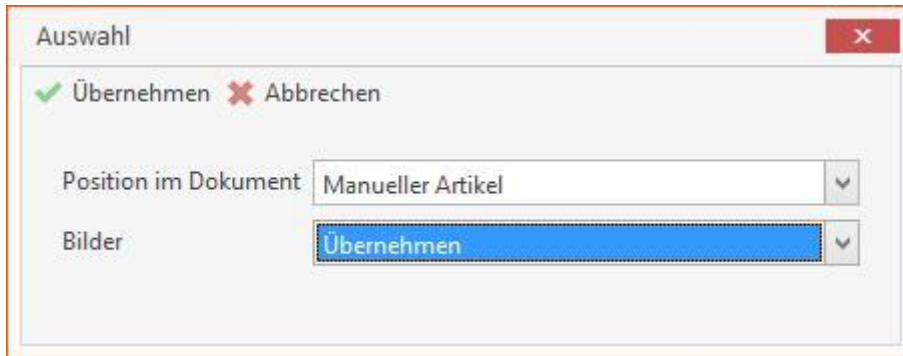 Auswahl
Übernehmen Abbrechen
Position im Dokument Manueller Artikel
Bilder Übernehmen